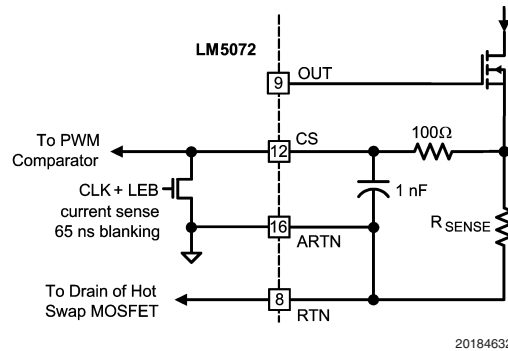 LM5072
9
OUT
To PWM
Comparator
12
CS
100Ω
CLK + LEB
current sense
65 ns blanking
1 nF
16
ARTN
R SENSE
To Drain of Hot
Swap MOSFET
8
RTN
20184632